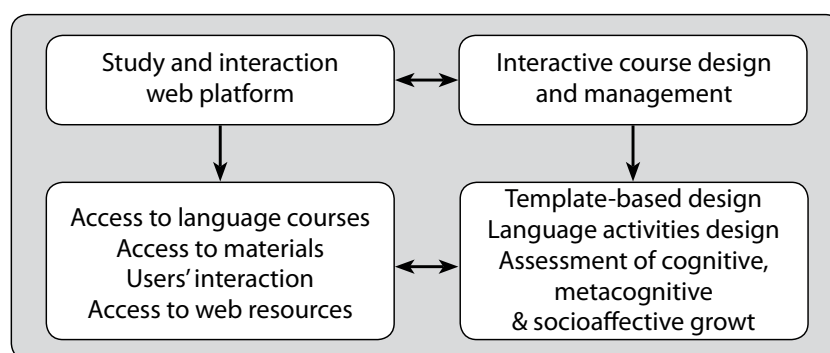 Study and interaction
web platform
Interactive course design
and management
Access to language courses
Access to materials
Users' interaction
Access to web resources
Template-based design
Language activities design
Assessment of cognitive,
metacognitive
& socioaffective growt